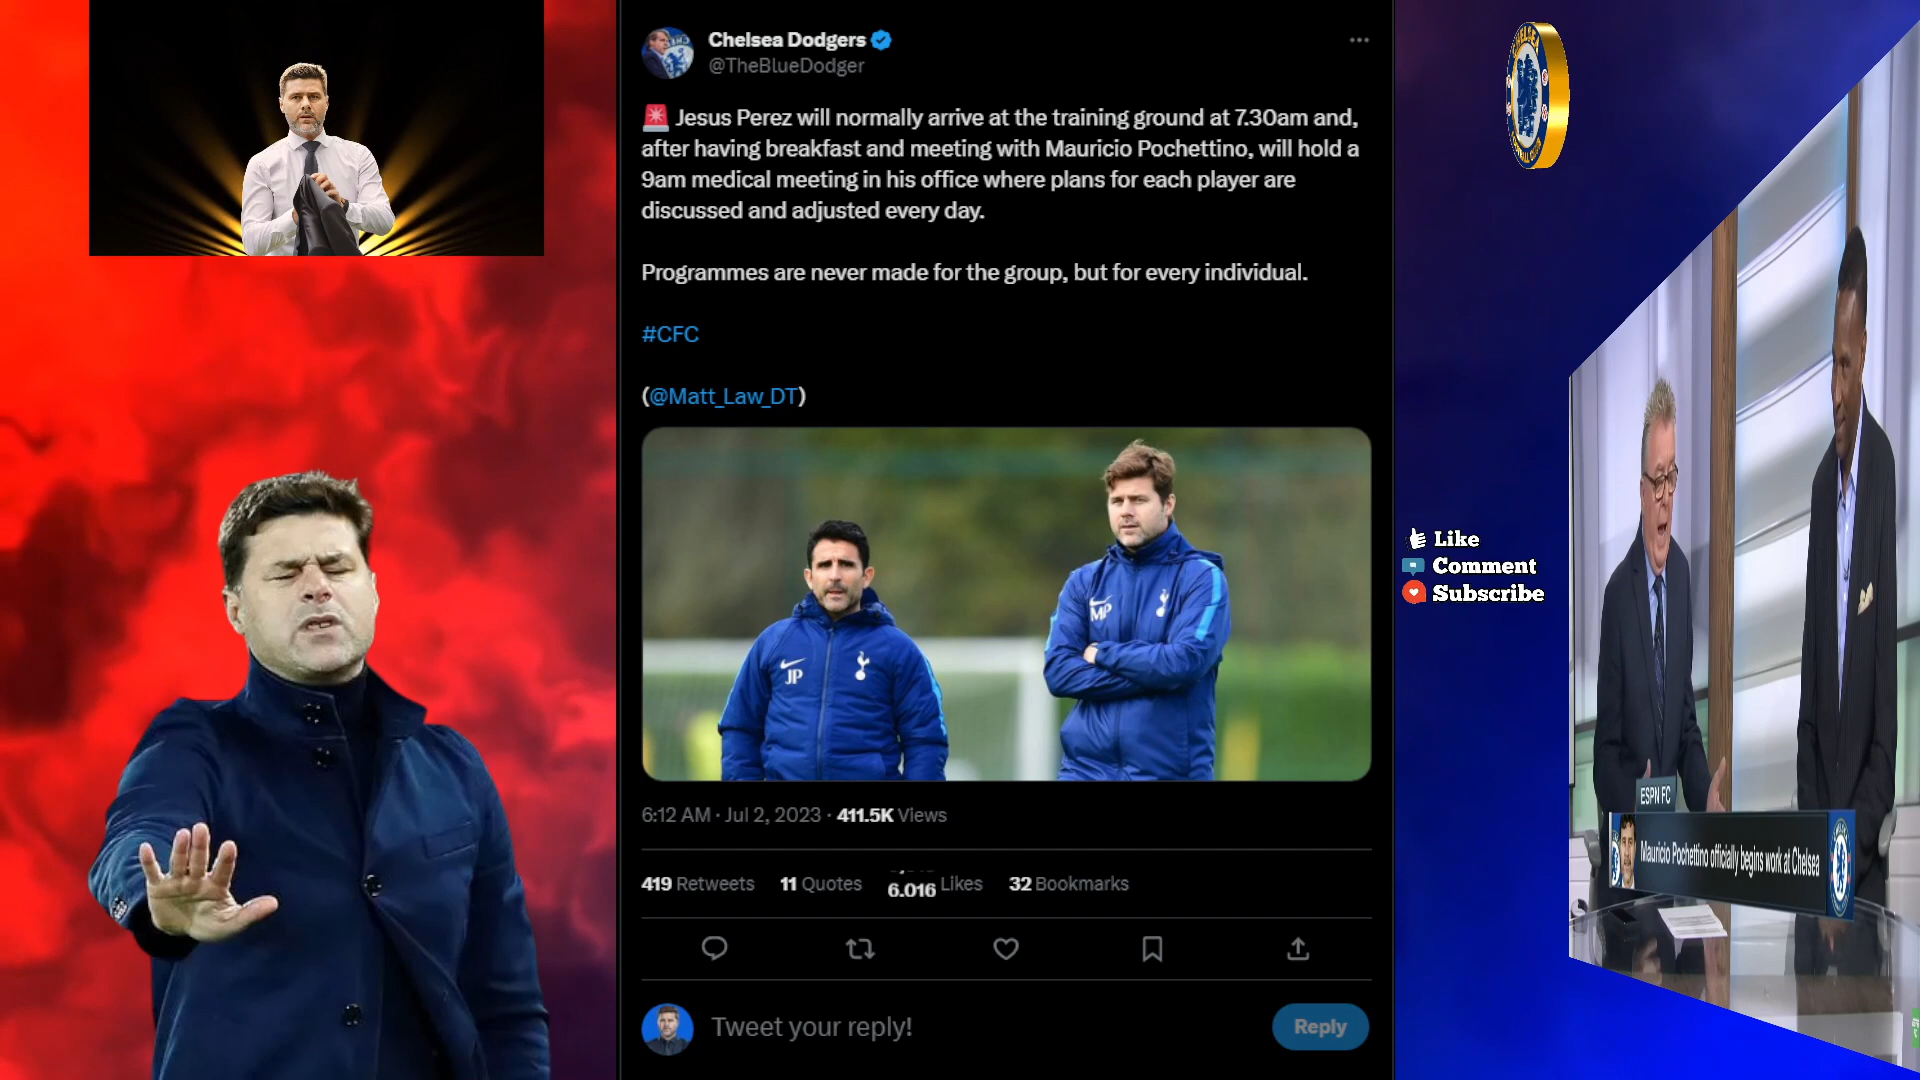 Chelsea Dodgers
@TheBlueDodger
Jesus Perez will normally arrive at the training ground at 7.30am and,
after having breakfast and meeting with Mauricio Pochettino, will hold a
9am medical meeting in his office where plans for each player are
discussed and adjusted every day.
Programmes are never made for the group, but for every individual.
#CFC
(@Matt_Law_DT)
JP
MP
6:12 AM · Jul 2, 2023 · 411.5K Views
419 Retweets 11 Quotes 6.016 Likes 32 Bookmarks
Tweet your reply!
Reply
Like
Comment
Subscribe
ESPN FC
Mauricio Pochettino officially begins work at Chelsea